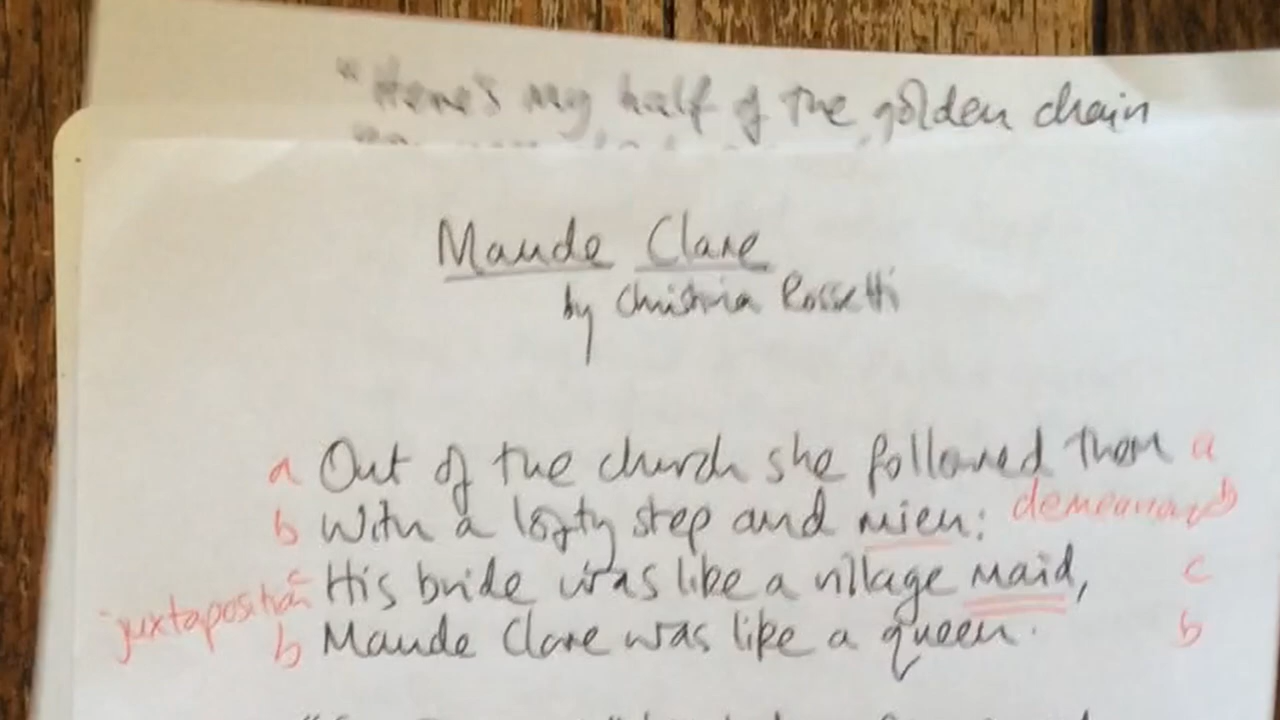 "Here's my half of the golden chain
Maude Clare
by Christina Rossetti
a Out of the church she followed them a
b With a lofty step and mien: demeanour b
c His bride was like a village maid, c
juxtaposition
b Maude Clare was like a queen. b